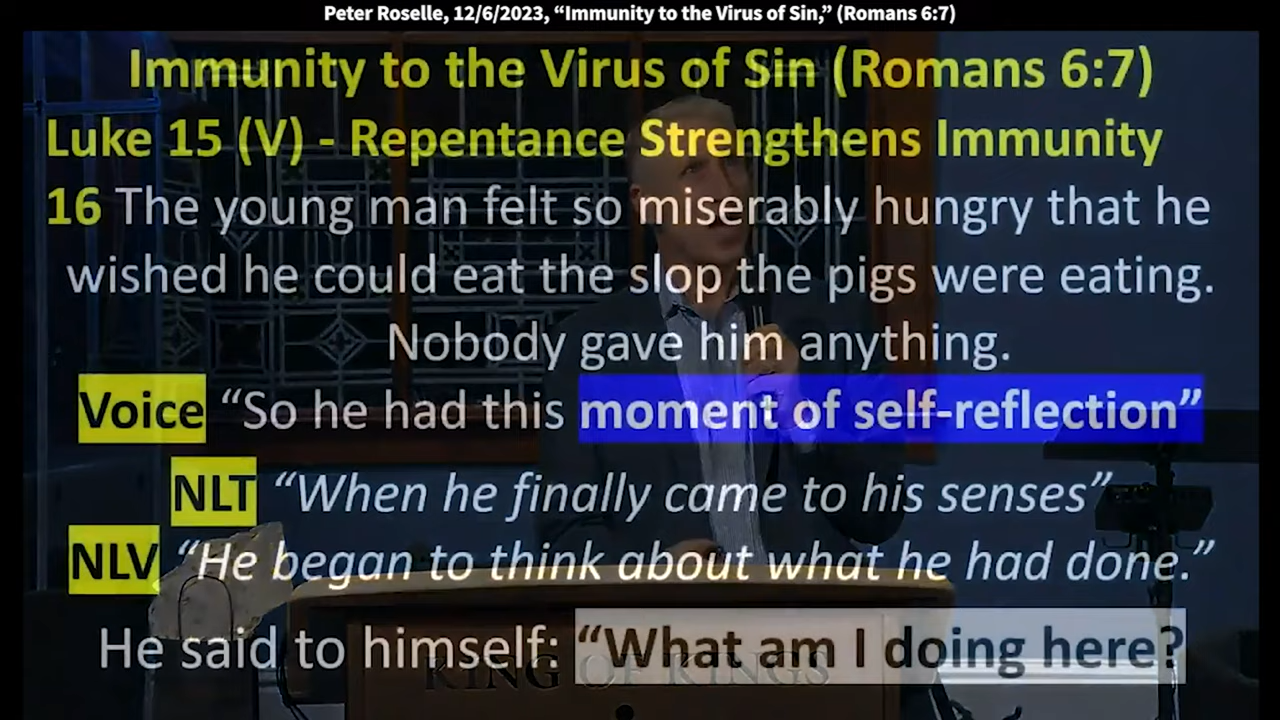 Peter Roselle, 12/6/2023, “Immunity to the Virus of Sin,” (Romans 6:7)
Immunity to the Virus of Sin (Romans 6:7)
Luke 15 (V) - Repentance Strengthens Immunity
16 The young man felt so miserably hungry that he
wished he could eat the slop the pigs were eating.
Nobody gave him anything.
Voice “So he had this moment of self-reflection”
NLT “When he finally came to his senses”
NLV “He began to think about what he had done.”
He said to himself: “What am I doing here?
KING OF KINGS